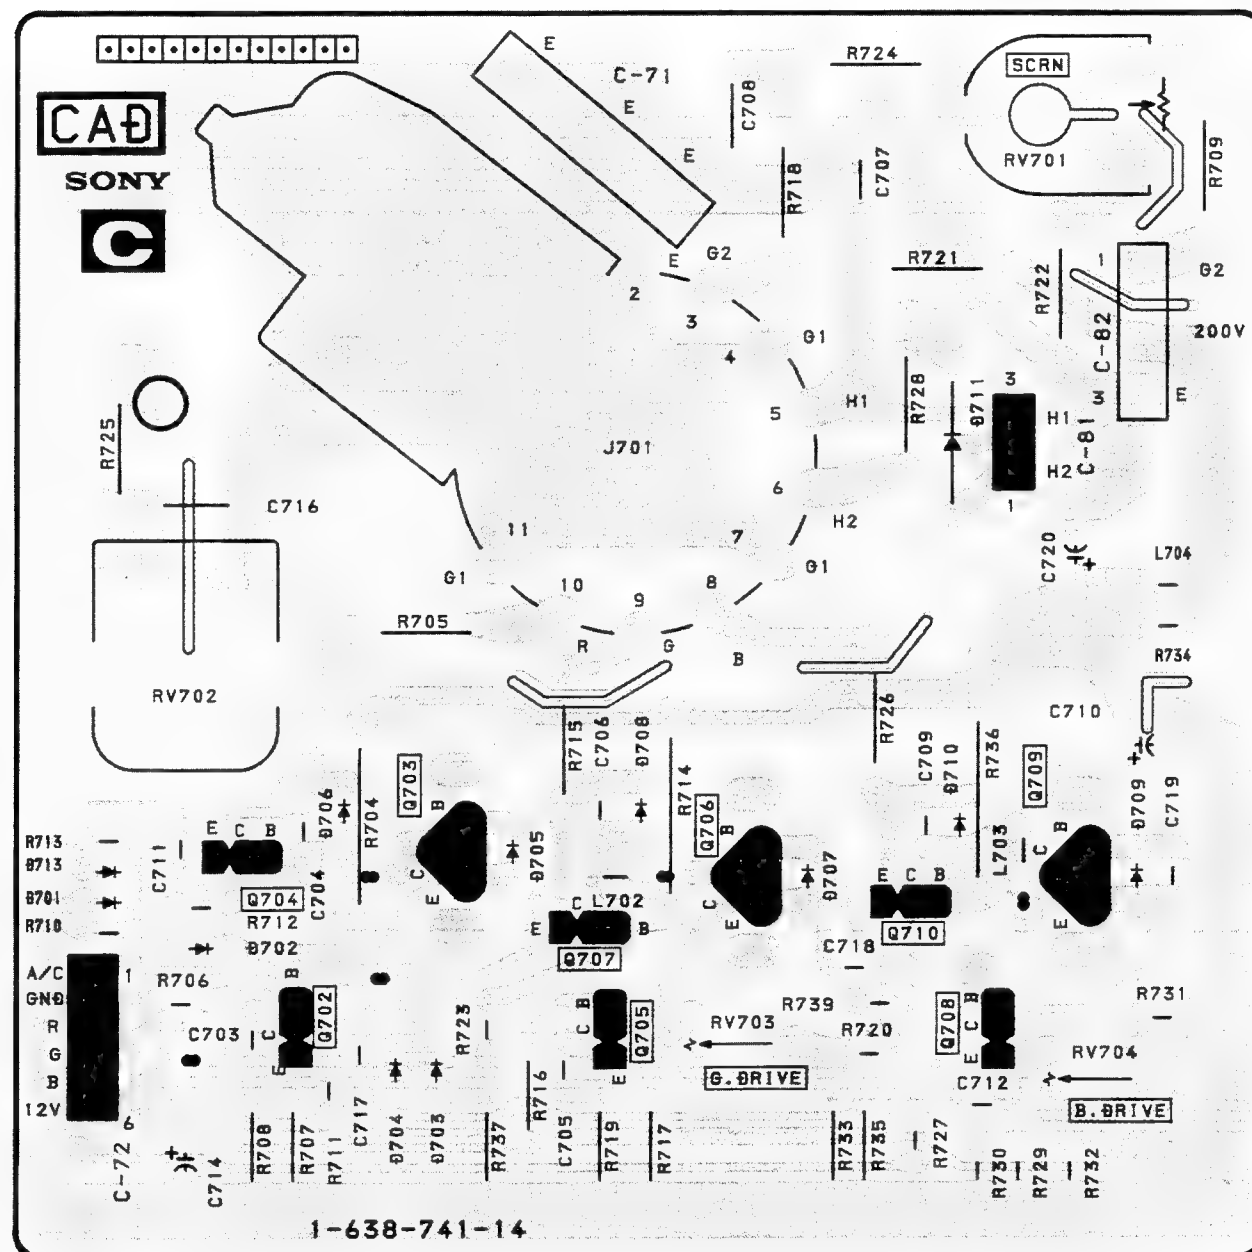 E
C-71
R724
SCRN
CAD
E
C708
SONY
E
R718
C707
RV701
R709
C
E
G2
R721
R722
1
G2
2
3
G1
C-82
200V
4
3
R725
5
H1
R728
D711
3
E
J701
H1
C-81
6
H2
C716
11
7
H2
1
G1
G1
C720
L704
10
9
8
R705
R
G
B
R734
RV702
R715
C706
D708
R726
C710
C709
D710
R736
Q709
Q703
R714
Q706
D709
C719
D706
R704
B
B
B
R713
C711
E
C
B
C
D705
C
D707
L703
C
D713
C704
E
L702
E
C
B
E
D701
Q704
E
C
B
R710
R712
Q707
Q710
D702
A/C
1
B
C718
GND
R706
Q702
B
Q705
R739
B
R731
R
C703
C
R723
C
RV703
R720
Q708
C
G
E
E
E
RV704
B
R716
G.DRIVE
C712
12V
6
C717
B.DRIVE
C-72
C714
R708
R707
R711
D704
D703
R737
C705
R719
R717
R733
R735
R727
R730
R729
R732
1-638-741-14